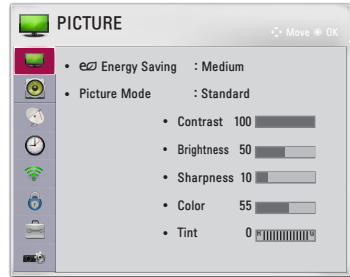 PICTURE
Move OK
• eco Energy Saving : Medium
• Picture Mode : Standard
• Contrast 100
• Brightness 50
• Sharpness 10
• Color 55
• Tint 0 R G